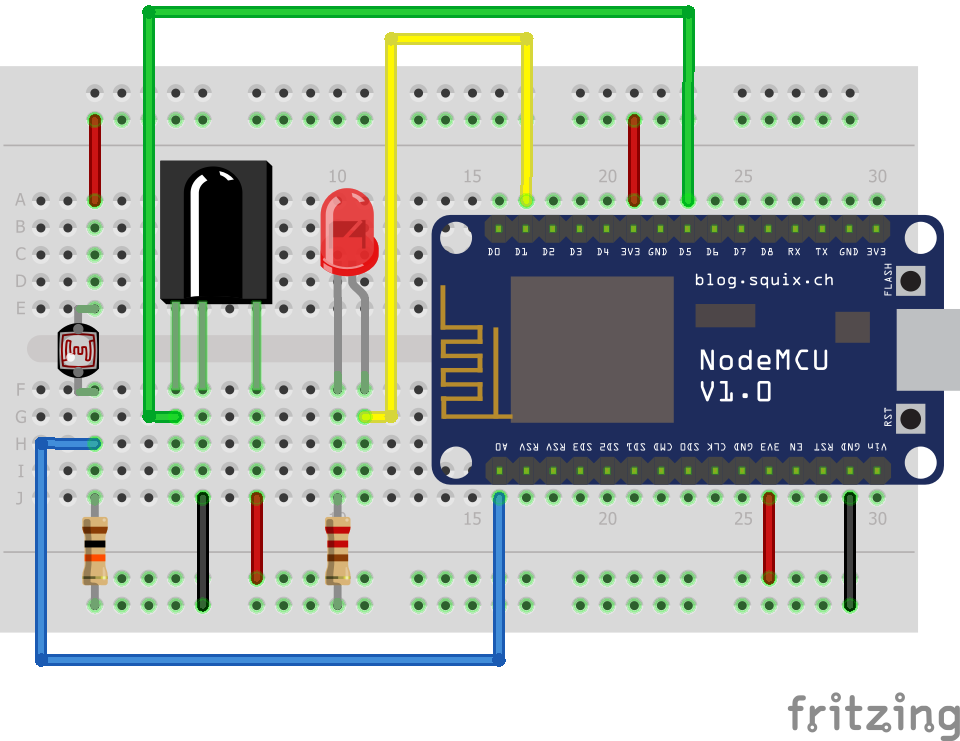 10 15 20 25 30
A
B
C
D
E
F
G
H
I
J
D0 D1 D2 D3 D4 3V3 GND D5 D6 D7 D8 RX TX GND 3V3
blog.squix.ch
FLASH
NodeMCU
V1.0
RST
A0 RSV RSV SD3 SD2 SD1 CMD SD0 CLK GND 3V3 EN RST GND Vin
15 20 25 30
fritzing